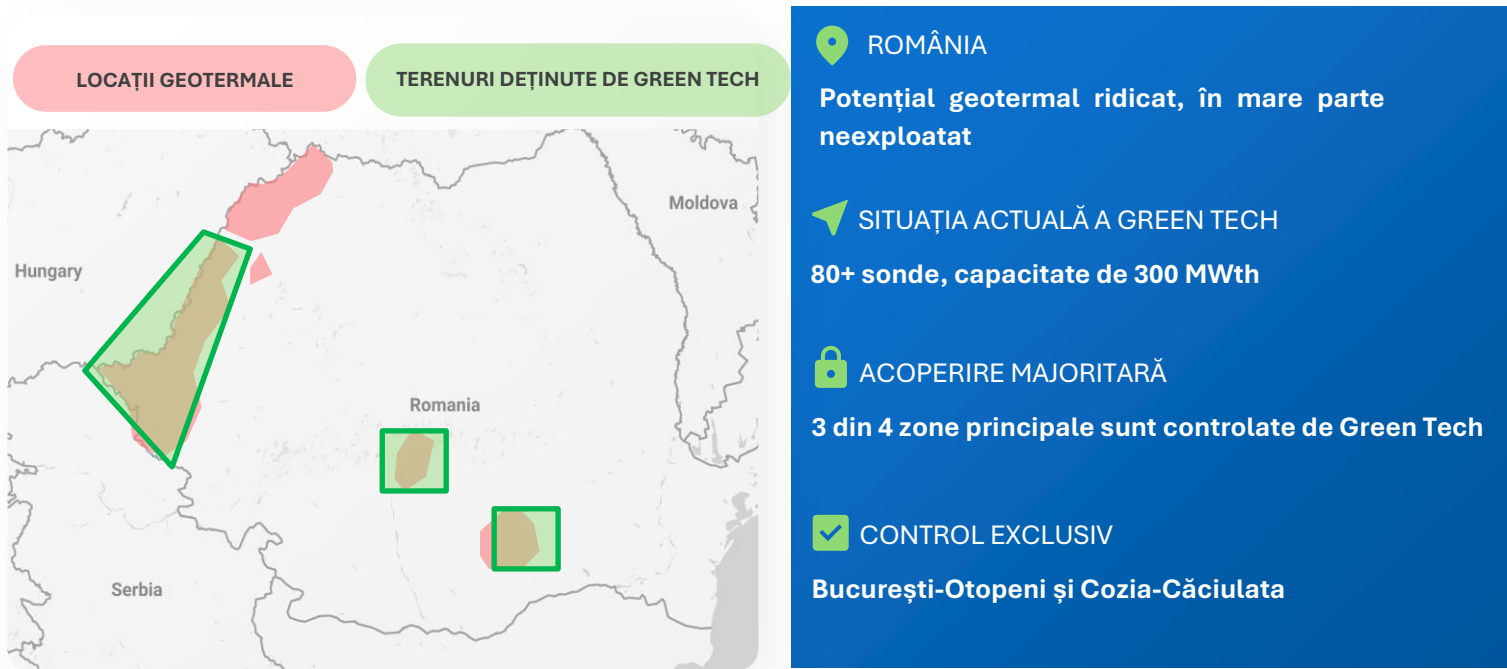 LOCAȚII GEOTERMALE
TERENURI DEȚINUTE DE GREEN TECH
Moldova
Hungary
Romania
Serbia
ROMÂNIA
Potențial geotermal ridicat, în mare parte
neexploatat
SITUAȚIA ACTUALĂ A GREEN TECH
80+ sonde, capacitate de 300 MWth
ACOPERIRE MAJORITARĂ
3 din 4 zone principale sunt controlate de Green Tech
CONTROL EXCLUSIV
București-Otopeni și Cozia-Căciulata